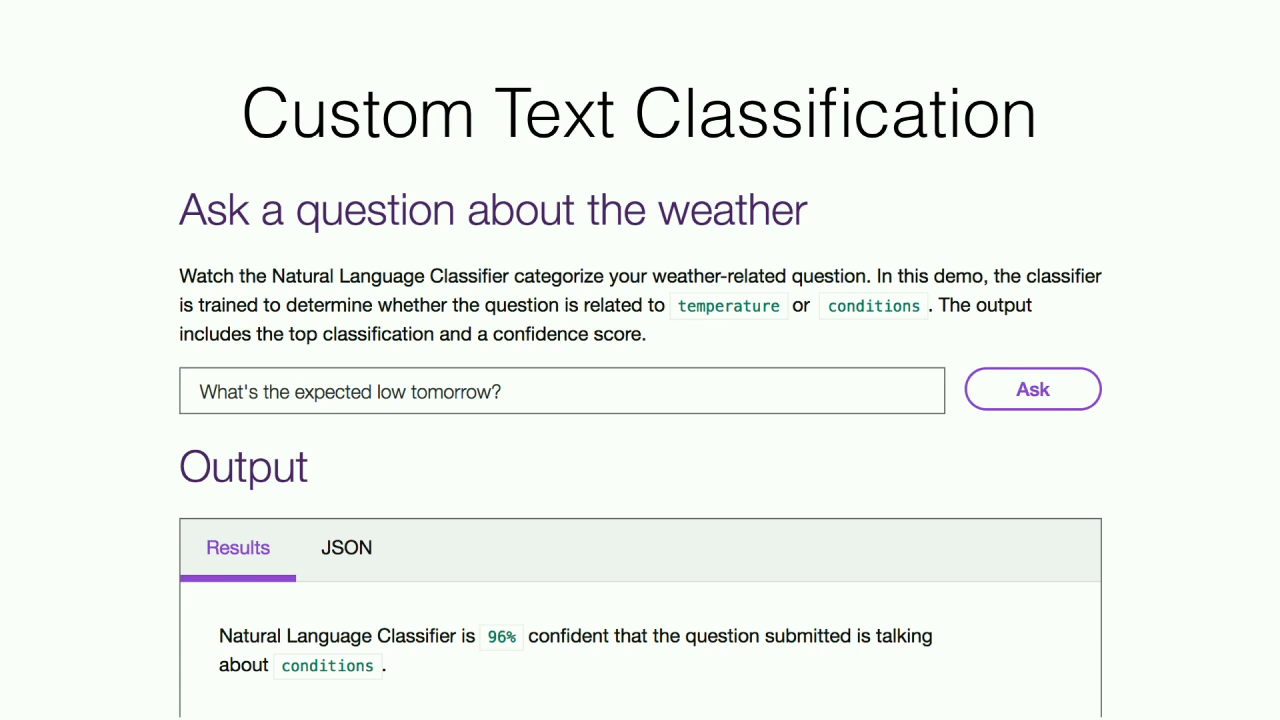 Custom Text Classification
Ask a question about the weather
Watch the Natural Language Classifier categorize your weather-related question. In this demo, the classifier
is trained to determine whether the question is related to temperature or conditions. The output
includes the top classification and a confidence score.
What's the expected low tomorrow?
Ask
Output
Results JSON
Natural Language Classifier is 96% confident that the question submitted is talking
about conditions.